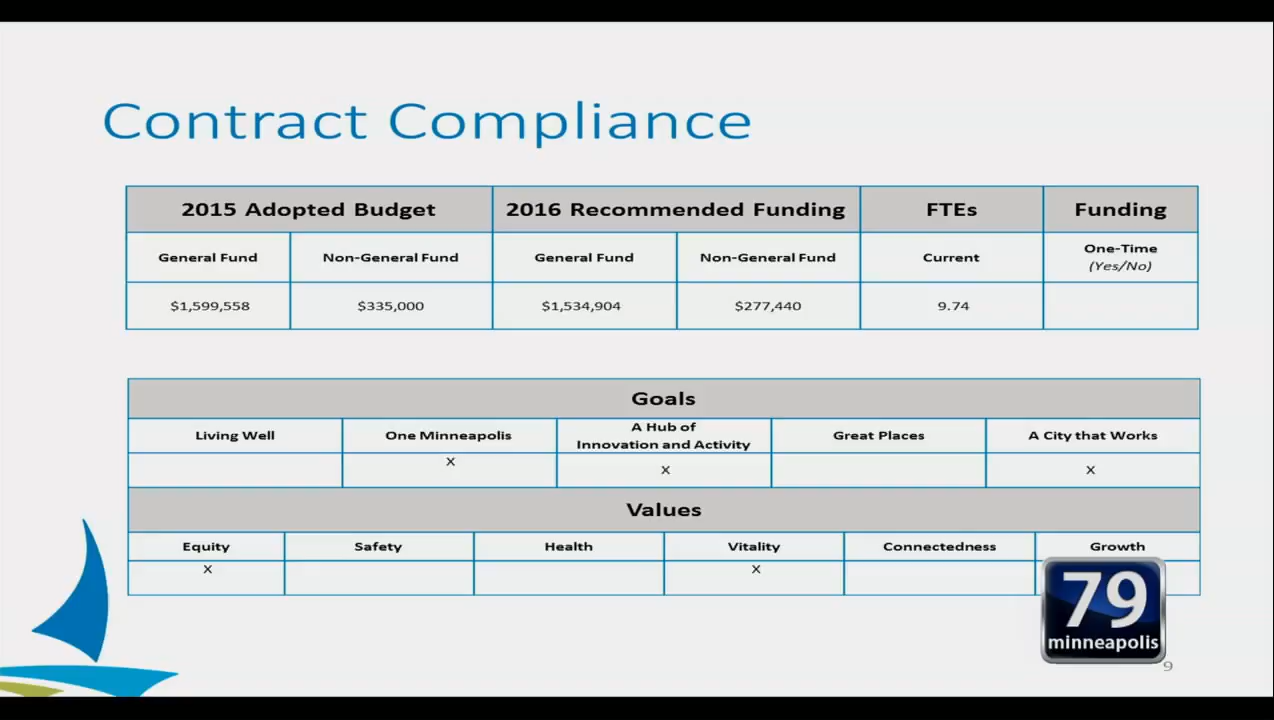 Contract Compliance
2015 Adopted Budget 2016 Recommended Funding FTEs Funding
General Fund Non-General Fund General Fund Non-General Fund Current One-Time
(Yes/No)
$1,599,558 $335,000 $1,534,904 $277,440 9.74
Goals
Living Well One Minneapolis A Hub of
Innovation and Activity Great Places A City that Works
X X X
Values
Equity Safety Health Vitality Connectedness Growth
X X
79
minneapolis
9